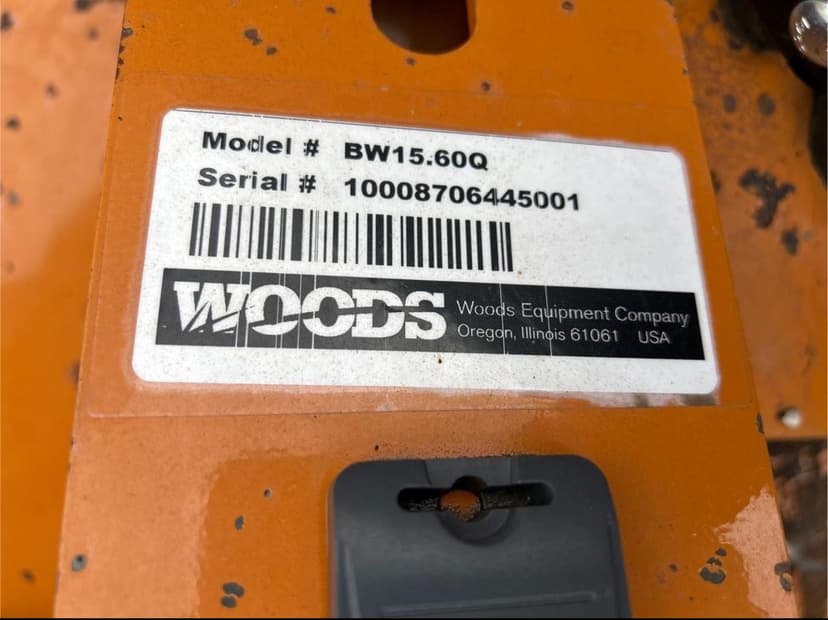 Model # BW15.60Q
Serial # 10008706445001
WOODS
Woods Equipment Company
Oregon, Illinois 61061 USA